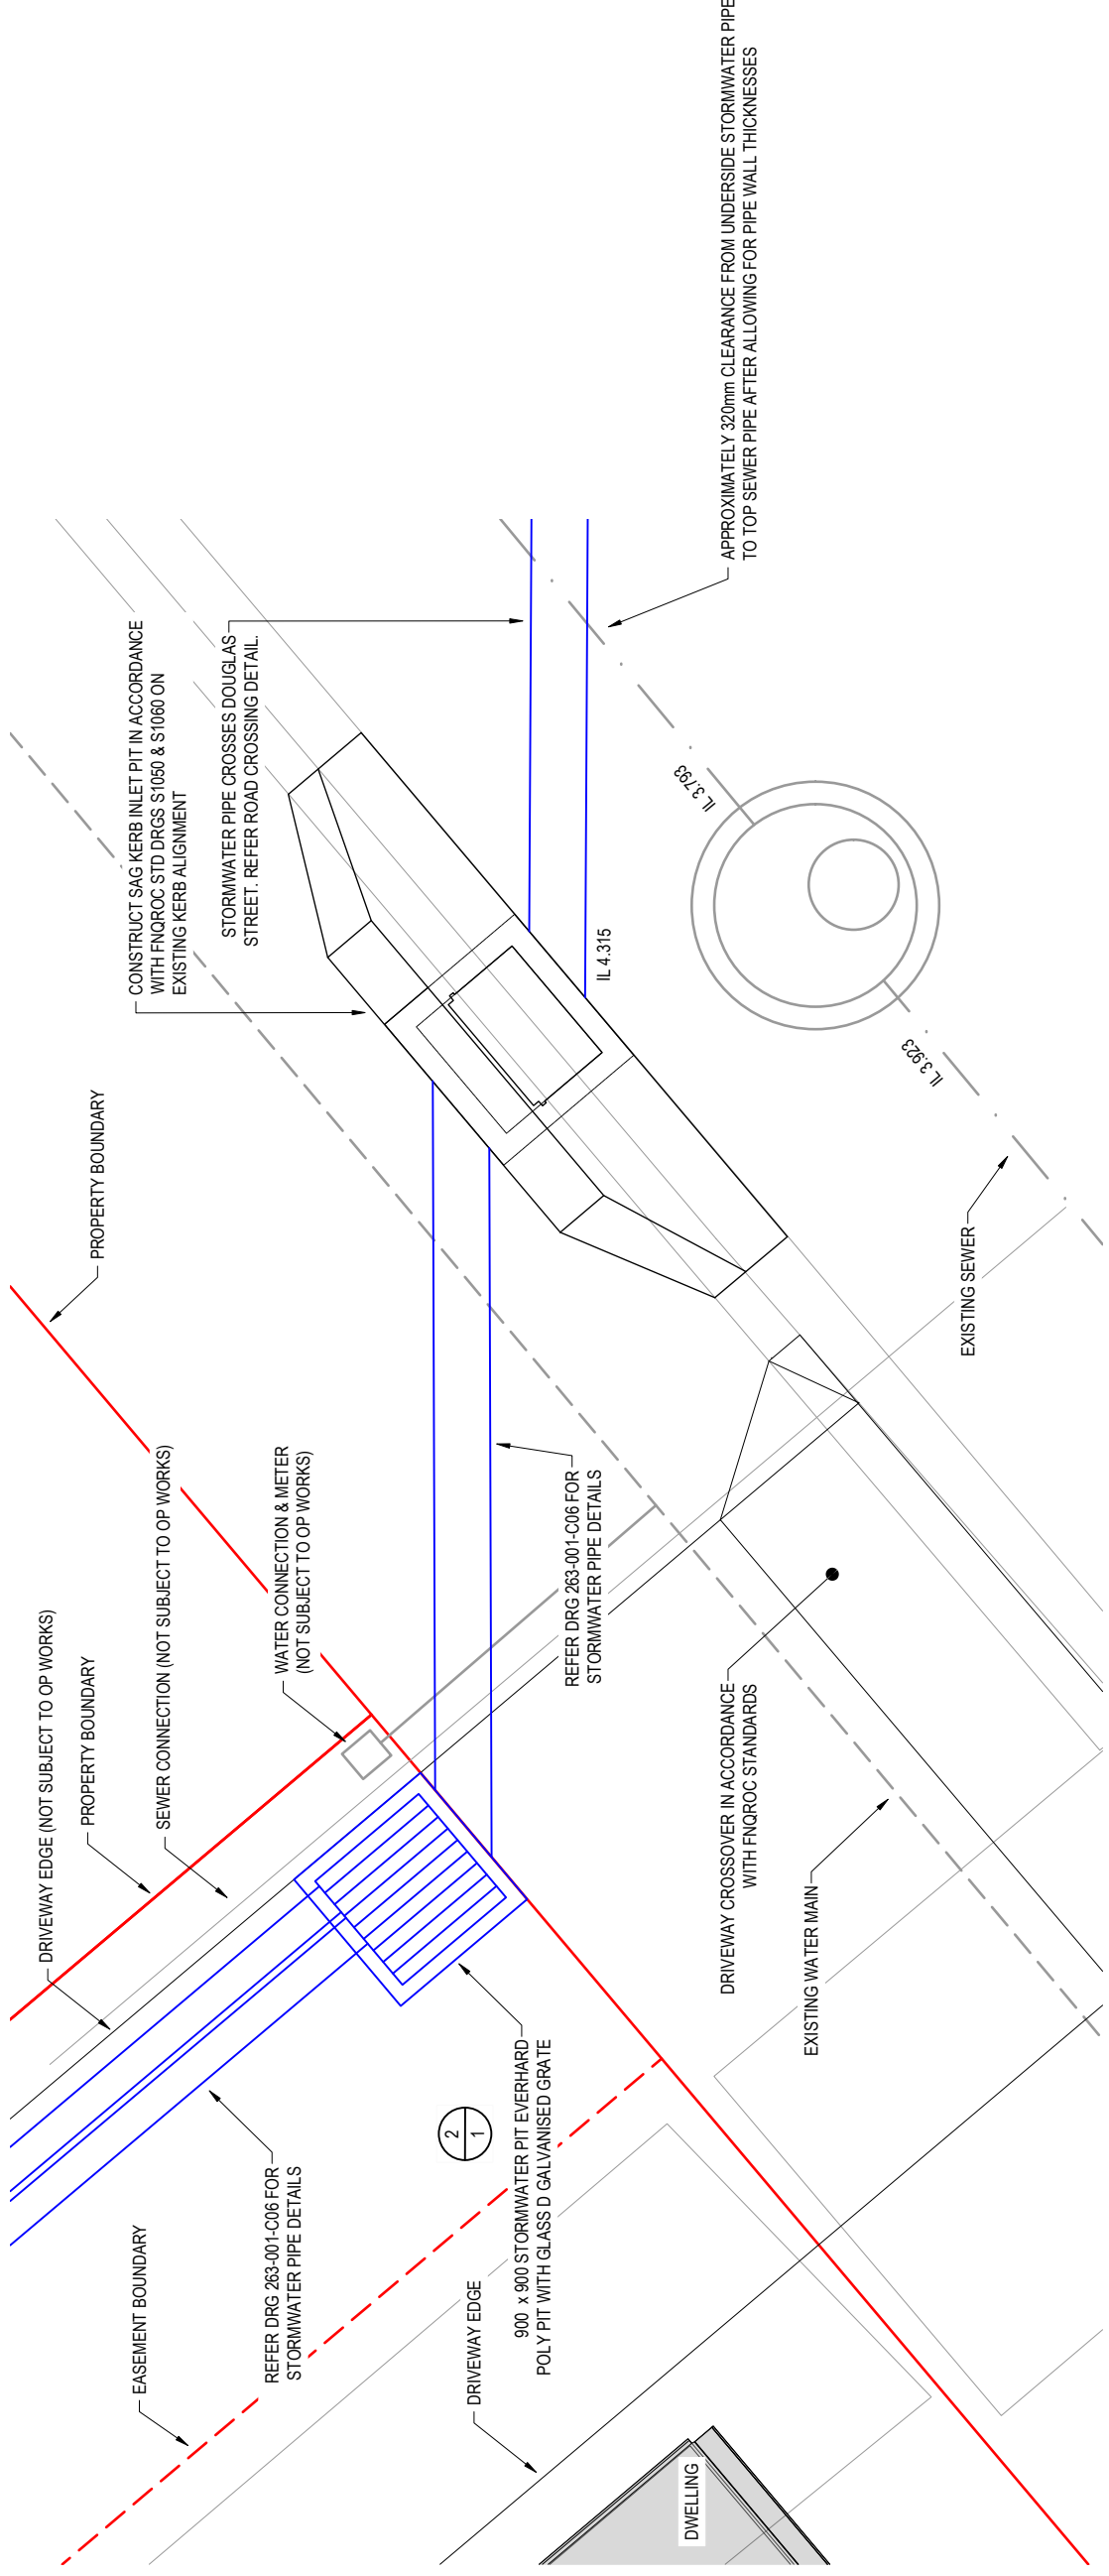 EASEMENT BOUNDARY
REFER DRG 263-001-C06 FOR
STORMWATER PIPE DETAILS
DRIVEWAY EDGE (NOT SUBJECT TO OP WORKS)
PROPERTY BOUNDARY
SEWER CONNECTION (NOT SUBJECT TO OP WORKS)
WATER CONNECTION & METER
(NOT SUBJECT TO OP WORKS)
PROPERTY BOUNDARY
CONSTRUCT SAG KERB INLET PIT IN ACCORDANCE
WITH FNQROC STD DRGS S1050 & S1060 ON
EXISTING KERB ALIGNMENT
STORMWATER PIPE CROSSES DOUGLAS
STREET. REFER ROAD CROSSING DETAIL.
2
1
DRIVEWAY EDGE
900 x 900 STORMWATER PIT EVERHARD
POLY PIT WITH GLASS D GALVANISED GRATE
REFER DRG 263-001-C06 FOR
STORMWATER PIPE DETAILS
IL 4.315
IL 3.793
APPROXIMATELY 320mm CLEARANCE FROM UNDERSIDE STORMWATER PIPE
TO TOP SEWER PIPE AFTER ALLOWING FOR PIPE WALL THICKNESSES
DWELLING
DRIVEWAY CROSSOVER IN ACCORDANCE
WITH FNQROC STANDARDS
EXISTING WATER MAIN
IL 3.923
EXISTING SEWER